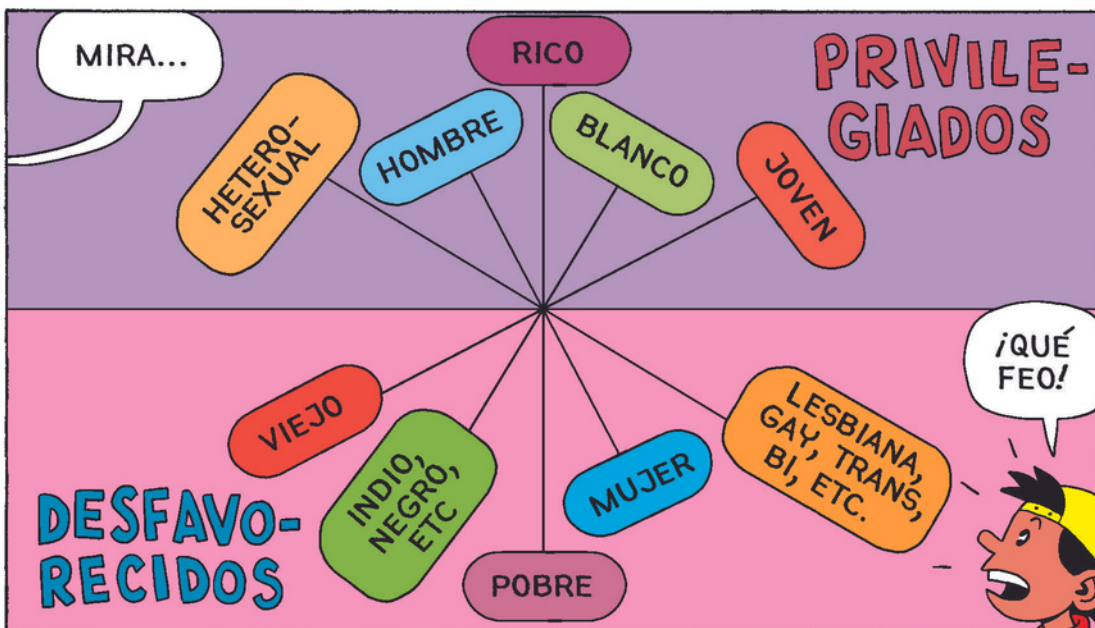 MIRA...
RICO
PRIVILE-
GIADOS
HETERO-
SEXUAL
HOMBRE
BLANCO
JOVEN
¡QUÉ
FEO!
VIEJO
INDIO,
NEGRO,
ETC
MUJER
LESBIANA,
GAY, TRANS,
BI, ETC.
DESFAVO-
RECIDOS
POBRE